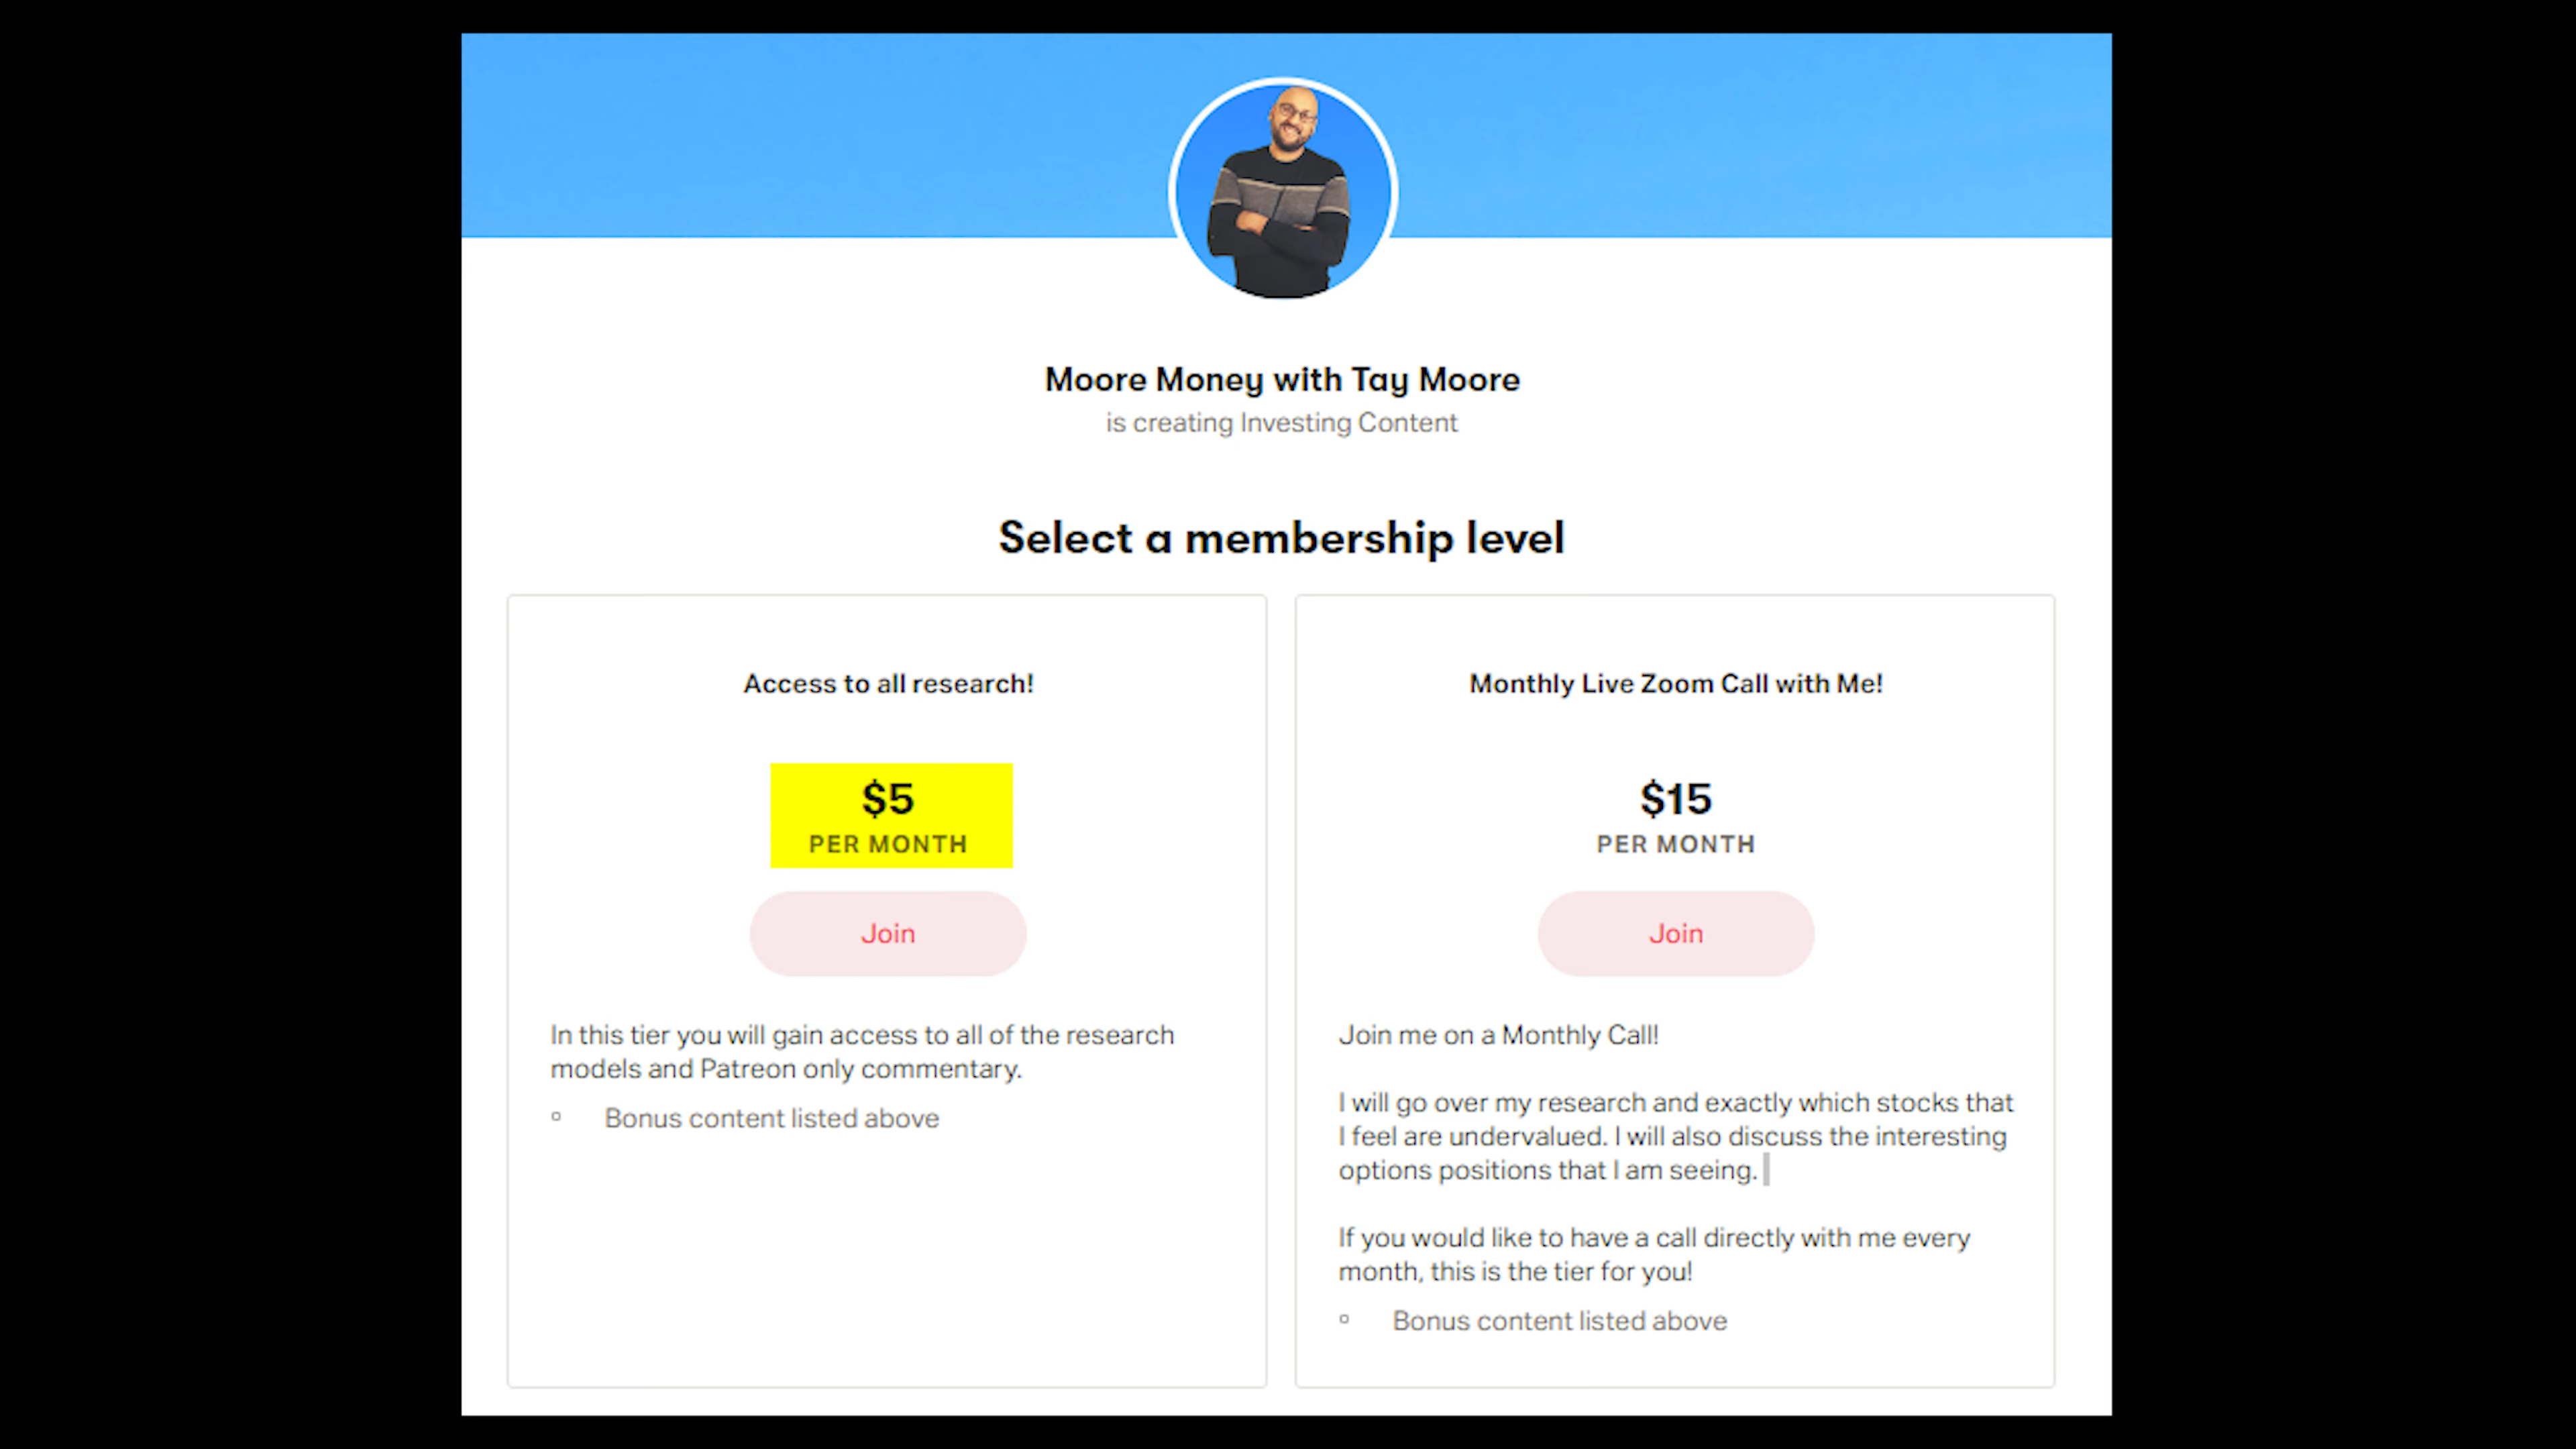 Moore Money with Tay Moore
is creating Investing Content
Select a membership level
Access to all research!
$5
PER MONTH
Join
In this tier you will gain access to all of the research
models and Patreon only commentary.
Bonus content listed above
Monthly Live Zoom Call with Me!
$15
PER MONTH
Join
Join me on a Monthly Call!
I will go over my research and exactly which stocks that
I feel are undervalued. I will also discuss the interesting
options positions that I am seeing.
If you would like to have a call directly with me every
month, this is the tier for you!
Bonus content listed above